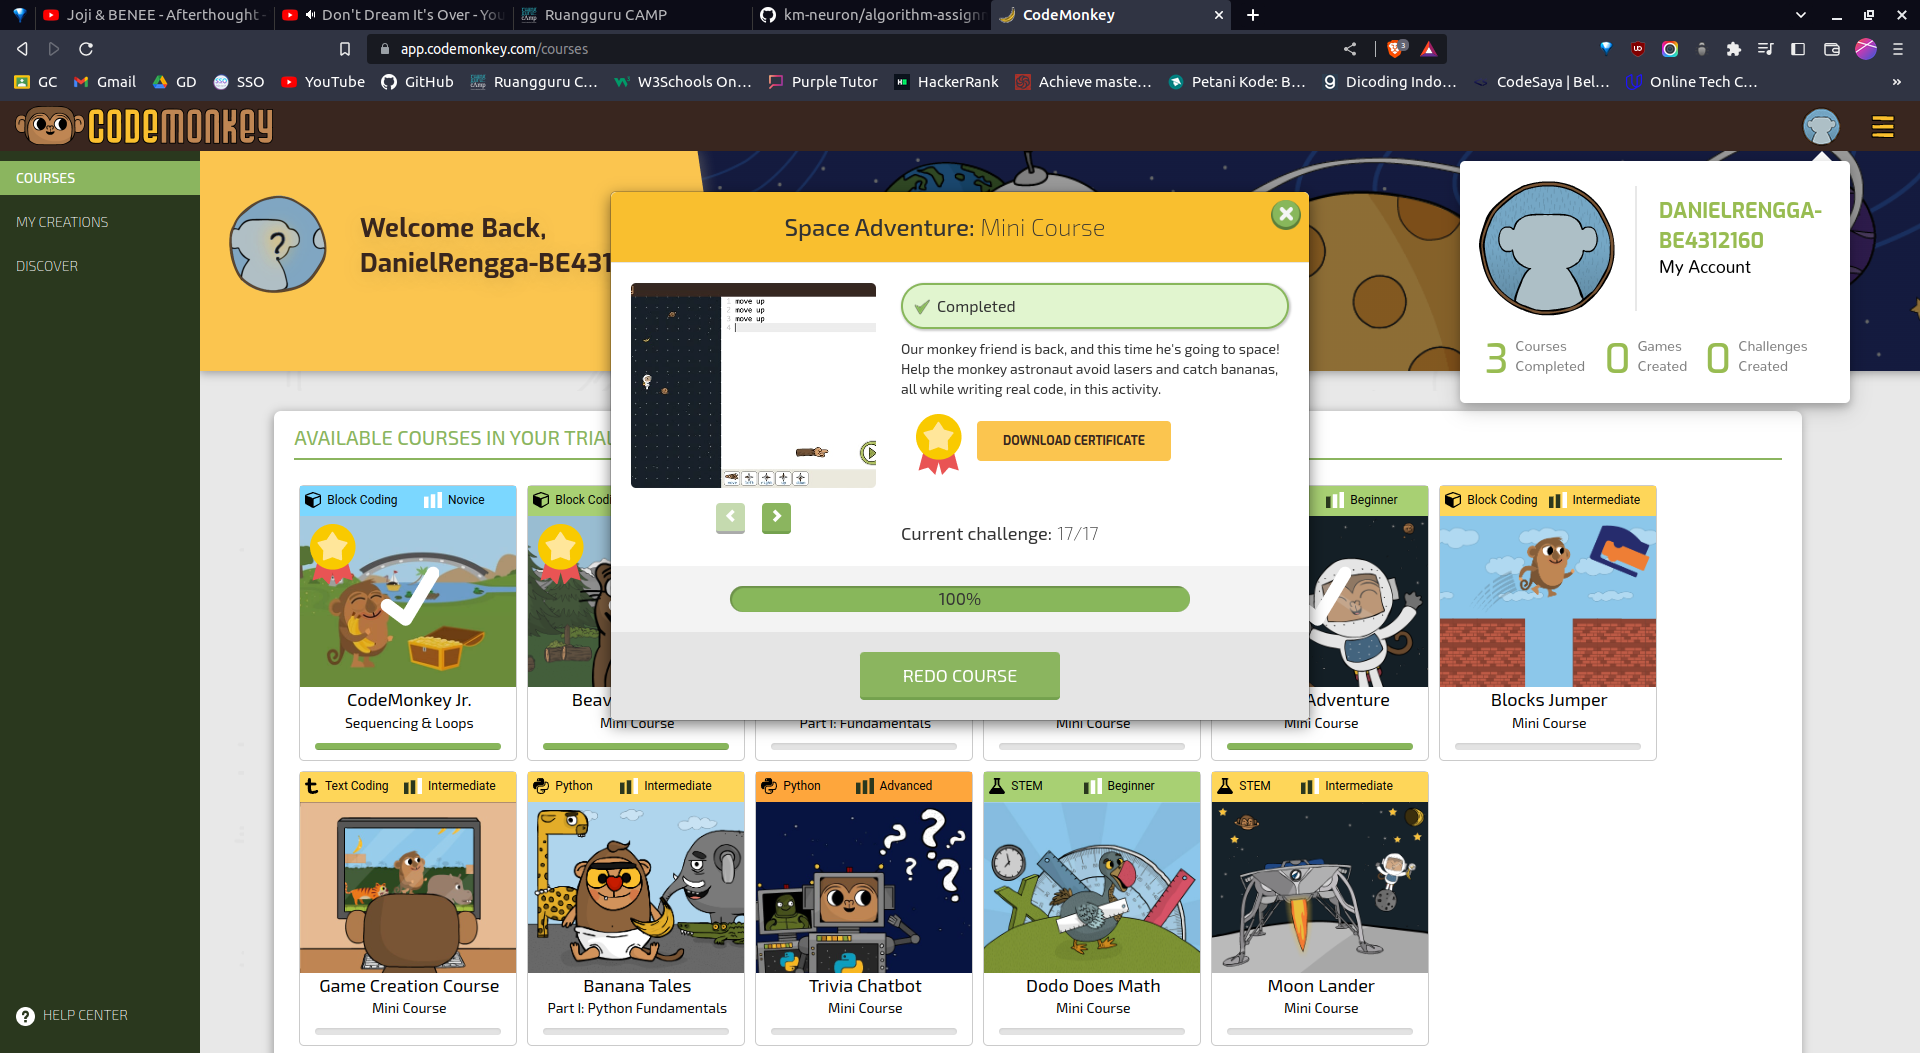 Joji & BENEE - Afterthought -
Don't Dream It's Over - You
Ruangguru CAMP
km-neuron/algorithm-assignm
CodeMonkey
app.codemonkey.com/courses
3
GC
Gmail
GD
SSO
YouTube
GitHub
Ruangguru C...
W3Schools On...
Purple Tutor
HackerRank
Achieve maste...
Petani Kode: B...
Dicoding Indo...
CodeSaya | Bel...
Online Tech C...
»
CODEMONKEY
COURSES
MY CREATIONS
DISCOVER
HELP CENTER
Welcome Back,
DanielRengga-BE431
DANIELRENGGA-
BE4312160
My Account
3 Courses Completed
0 Games Created
0 Challenges Created
Space Adventure: Mini Course
1 move up
2 move up
3 move up
4
Completed
Our monkey friend is back, and this time he's going to space!
Help the monkey astronaut avoid lasers and catch bananas,
all while writing real code, in this activity.
DOWNLOAD CERTIFICATE
Current challenge: 17/17
100%
REDO COURSE
AVAILABLE COURSES IN YOUR TRIAL
Block Coding Novice
CodeMonkey Jr.
Sequencing & Loops
Block Codi
Beav
Mini Course
Part I: Fundamentals
Mini Course
Beginner
Adventure
Mini Course
Block Coding Intermediate
Blocks Jumper
Mini Course
Text Coding Intermediate
Game Creation Course
Mini Course
Python Intermediate
Banana Tales
Part I: Python Fundamentals
Python Advanced
Trivia Chatbot
Mini Course
STEM Beginner
Dodo Does Math
Mini Course
STEM Intermediate
Moon Lander
Mini Course